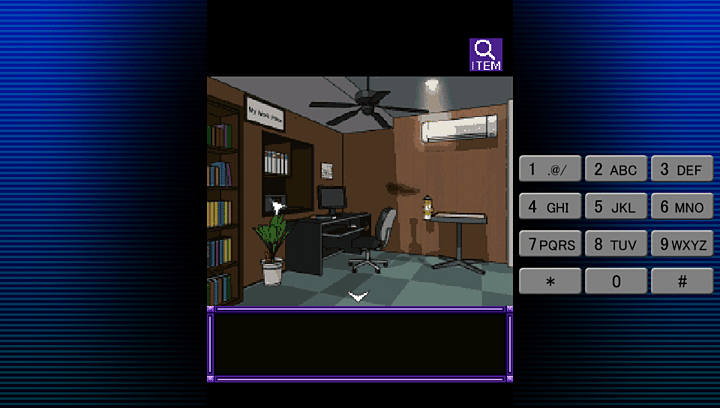 ITEM
My Work Place
1 .@/
2 ABC
3 DEF
4 GHI
5 JKL
6 MNO
7 PQRS
8 TUV
9 WXYZ
*
0
#